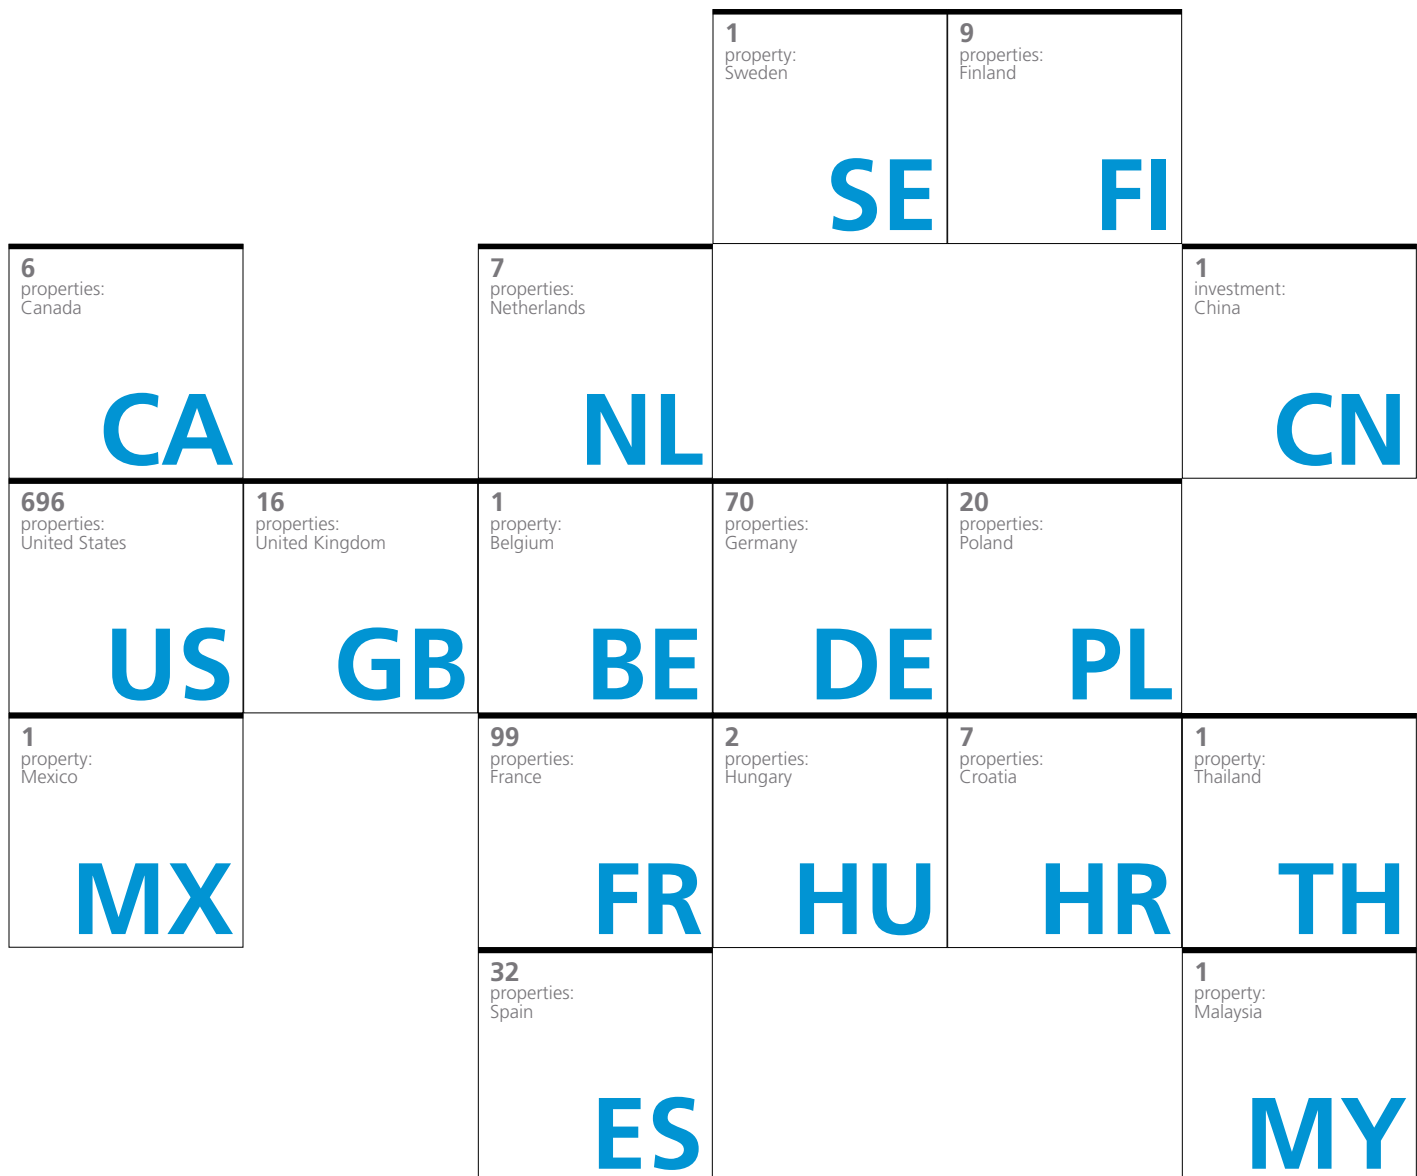 1
property:
Sweden
SE
9
properties:
Finland
FI
6
properties:
Canada
CA
7
properties:
Netherlands
NL
1
investment:
China
CN
696
properties:
United States
US
16
properties:
United Kingdom
GB
1
property:
Belgium
BE
70
properties:
Germany
DE
20
properties:
Poland
PL
1
property:
Mexico
MX
99
properties:
France
FR
2
properties:
Hungary
HU
7
properties:
Croatia
HR
1
property:
Thailand
TH
32
properties:
Spain
ES
1
property:
Malaysia
MY